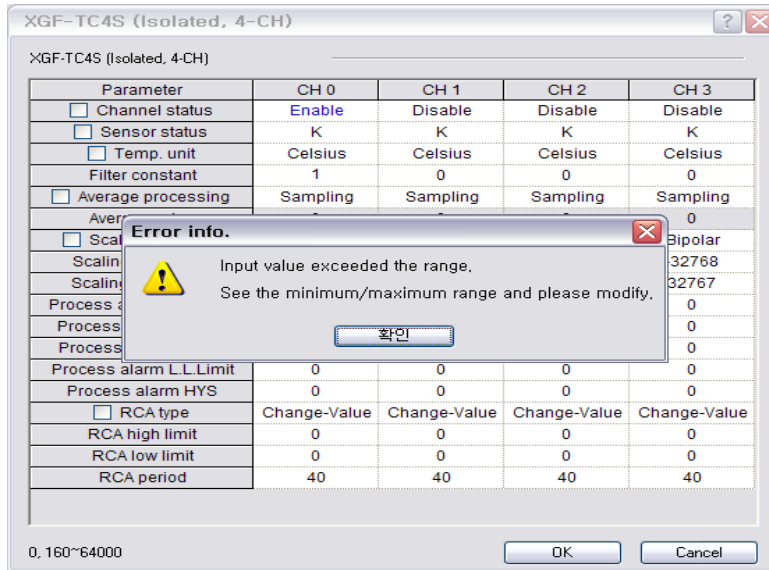 XGF-TC4S (Isolated, 4-CH)
XGF-TC4S (Isolated, 4-CH)
Parameter CH 0 CH 1 CH 2 CH 3
Channel status Enable Disable Disable Disable
Sensor status K K K K
Temp. unit Celsius Celsius Celsius Celsius
Filter constant 1 0 0 0
Average processing Sampling Sampling Sampling Sampling
0
Error info.
Bipolar
Input value exceeded the range,
32768
See the minimum/maximum range and please modify,
32767
Process 0
Process 0
확인
Process 0
Process alarm L.L.Limit 0 0 0 0
Process alarm HYS 0 0 0 0
RCA type Change-Value Change-Value Change-Value Change-Value
RCA high limit 0 0 0 0
RCA low limit 0 0 0 0
RCA period 40 40 40 40
0, 160~64000 OK Cancel